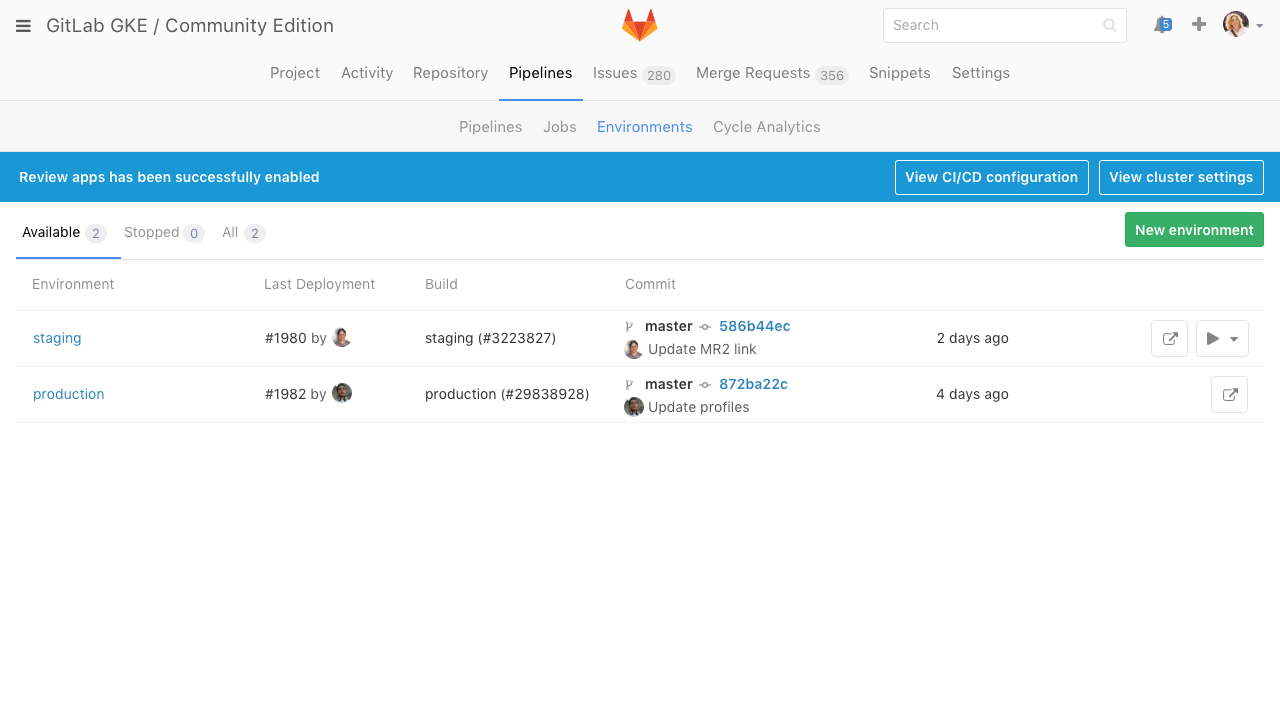 GitLab GKE / Community Edition
Search
5
Project Activity Repository Pipelines Issues 280 Merge Requests 356 Snippets Settings
Pipelines Jobs Environments Cycle Analytics
Review apps has been successfully enabled View CI/CD configuration View cluster settings
Available 2 Stopped 0 All 2 New environment
Environment Last Deployment Build Commit
staging #1980 by staging (#3223827) master 586b44ec 2 days ago
Update MR2 link
production #1982 by production (#29838928) master 872ba22c 4 days ago
Update profiles